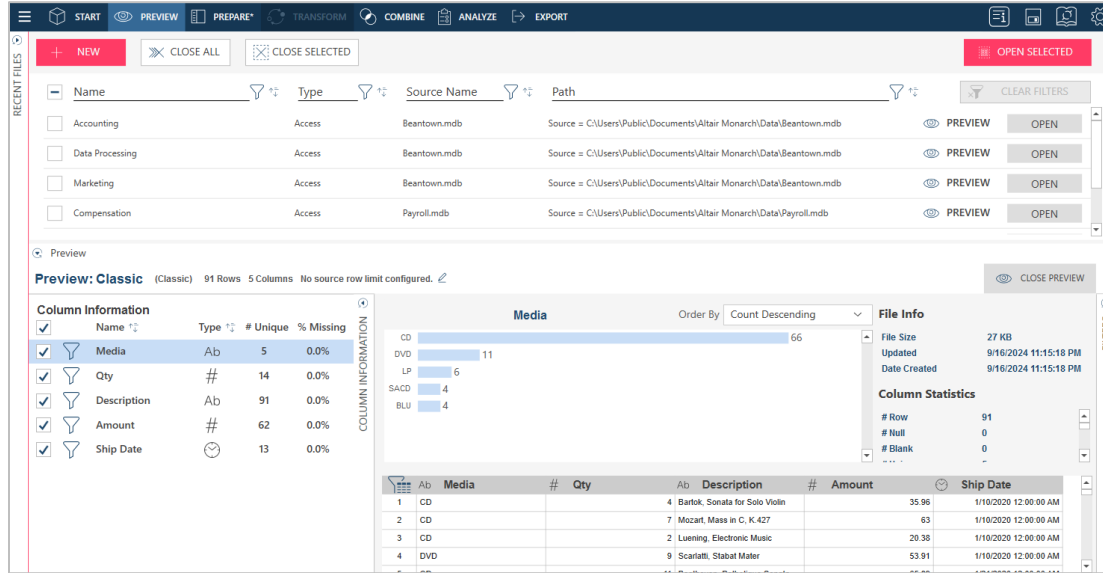 START PREVIEW PREPARE* TRANSFORM COMBINE ANALYZE EXPORT
RECENT FILES
NEW CLOSE ALL CLOSE SELECTED OPEN SELECTED
Name Type Source Name Path CLEAR FILTERS
Accounting Access Beantown.mdb Source = C:\Users\Public\Documents\Altair Monarch\Data\Beantown.mdb PREVIEW OPEN
Data Processing Access Beantown.mdb Source = C:\Users\Public\Documents\Altair Monarch\Data\Beantown.mdb PREVIEW OPEN
Marketing Access Beantown.mdb Source = C:\Users\Public\Documents\Altair Monarch\Data\Beantown.mdb PREVIEW OPEN
Compensation Access Payroll.mdb Source = C:\Users\Public\Documents\Altair Monarch\Data\Payroll.mdb PREVIEW OPEN
Preview
Preview: Classic (Classic) 91 Rows 5 Columns No source row limit configured. CLOSE PREVIEW
Column Information
Name Type # Unique % Missing
Media Ab 5 0.0%
Qty # 14 0.0%
Description Ab 91 0.0%
Amount # 62 0.0%
Ship Date 13 0.0%
COLUMN INFORMATION
Media Order By Count Descending
CD 66
DVD 11
LP 6
SACD 4
BLU 4
File Info
File Size 27 KB
Updated 9/16/2024 11:15:18 PM
Date Created 9/16/2024 11:15:18 PM
Column Statistics
# Row 91
# Null 0
# Blank 0
Ab Media # Qty Ab Description # Amount Ship Date
1 CD 4 Bartok, Sonata for Solo Violin 35.96 1/10/2020 12:00:00 AM
2 CD 7 Mozart, Mass in C, K.427 63 1/10/2020 12:00:00 AM
3 CD 2 Luening, Electronic Music 20.38 1/10/2020 12:00:00 AM
4 DVD 9 Scarlatti, Stabat Mater 53.91 1/10/2020 12:00:00 AM